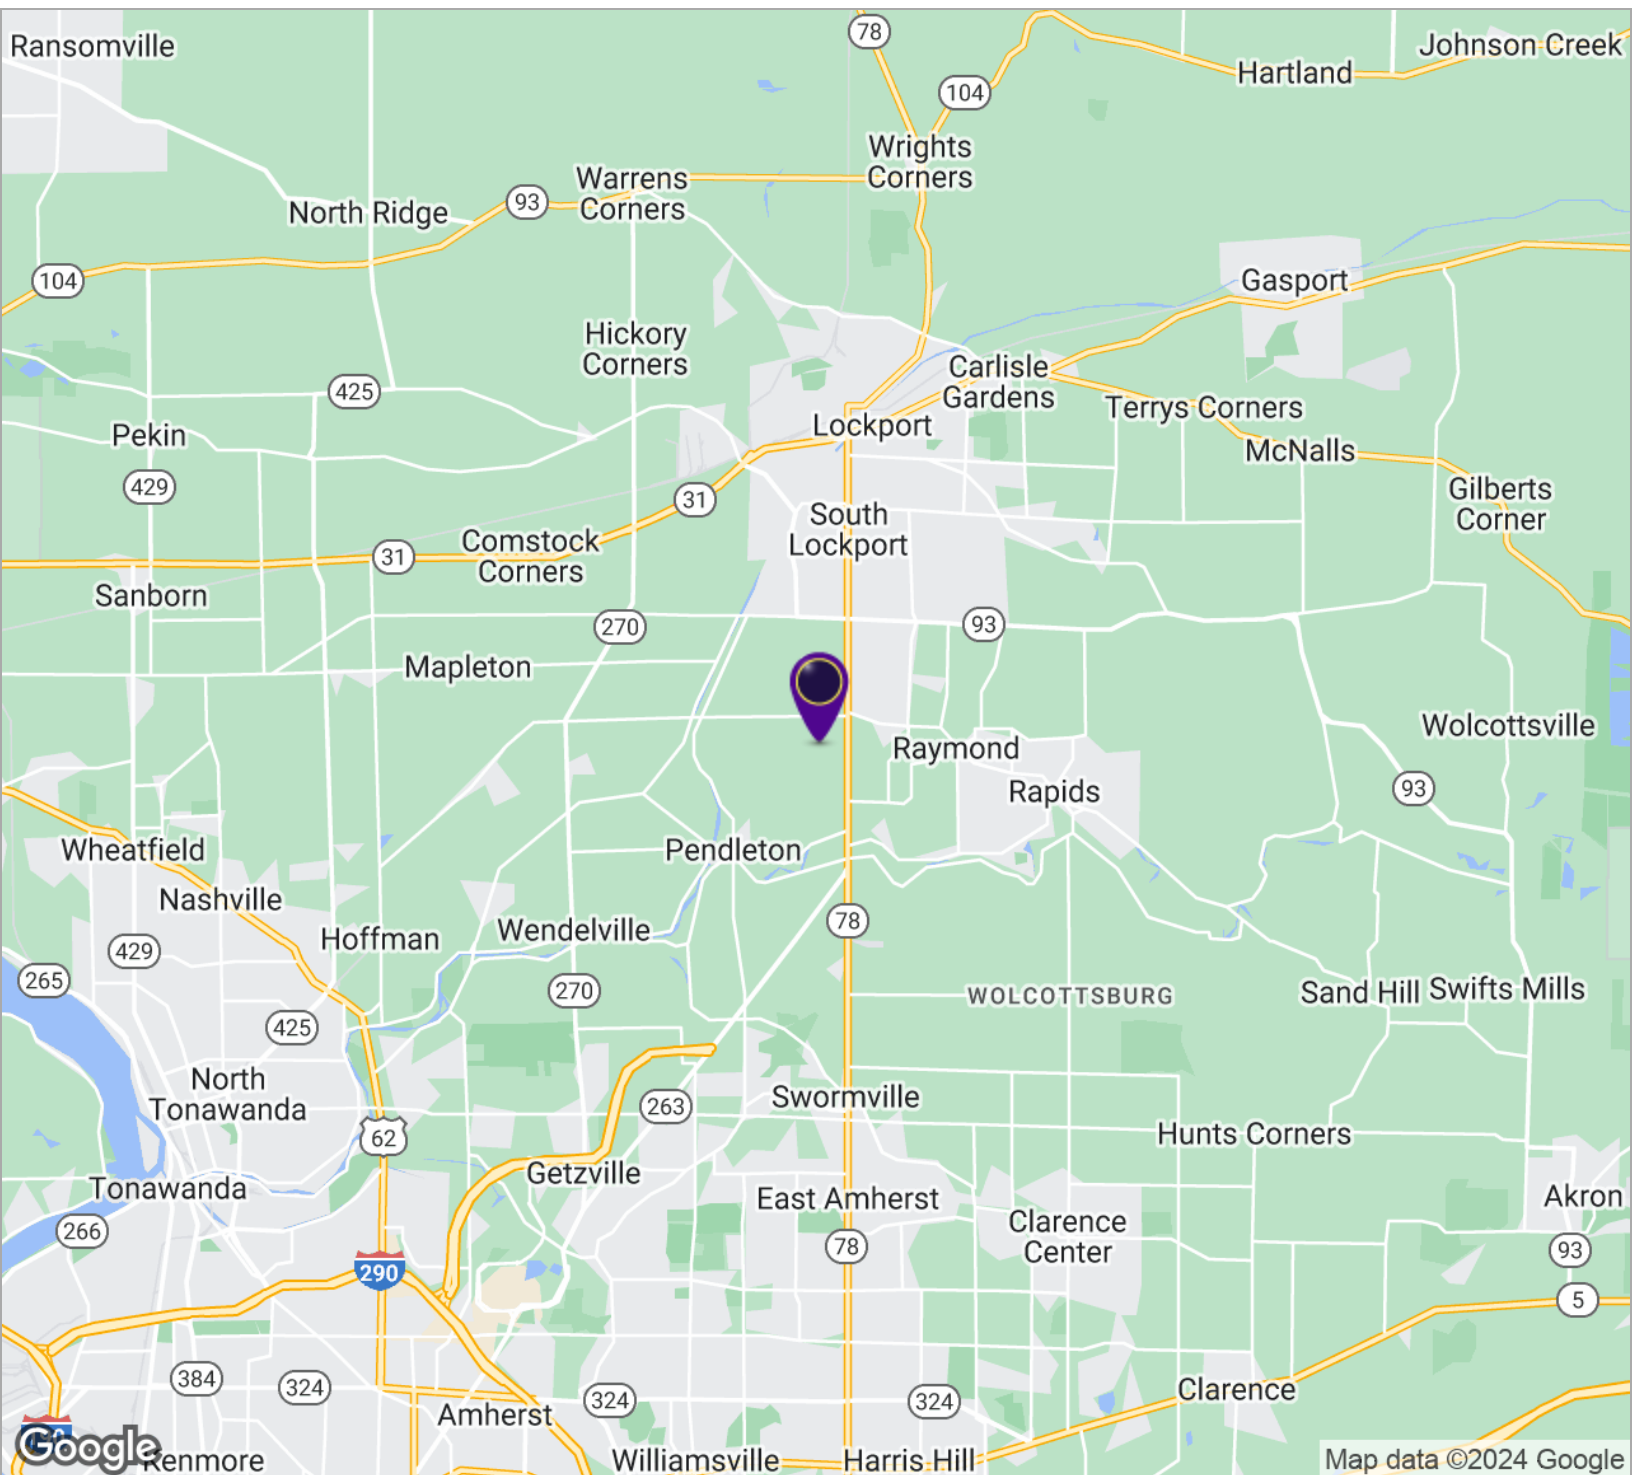 Ransomville
78
Johnson Creek
Hartland
104
Wrights
Corners
Warrens
Corners
93
North Ridge
104
Gasport
Hickory
Corners
Carlisle
Gardens
425
Terrys Corners
Lockport
Pekin
McNalls
429
31
Gilberts
Corner
South
Lockport
31
Comstock
Corners
Sanborn
270
93
Mapleton
Wolcottsville
Raymond
Rapids
93
Wheatfield
Pendleton
Nashville
78
Wendelville
Hoffman
429
265
270
WOLCOTTSBURG
Sand Hill
Swifts Mills
425
North
Tonawanda
263
Swormville
62
Hunts Corners
Getzville
Tonawanda
East Amherst
Akron
266
Clarence
Center
78
93
290
5
384
324
324
324
Clarence
Amherst
Google
Kenmore
Williamsville
Harris Hill
Map data ©2024 Google